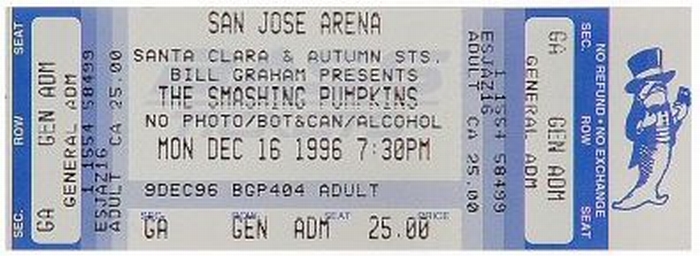 SEAT
ROW
SEC.
GEN ADM
GA
GENERAL ADM
1 1554 58499
ESJAZ16
ADULT CA 25.00
SAN JOSE ARENA
SANTA CLARA & AUTUMN STS.
BILL GRAHAM PRESENTS
THE SMASHING PUMPKINS
NO PHOTO/BOT&CAN/ALCOHOL
MON DEC 16 1996 7:30PM
9DEC96 BGP404 ADULT
SEC. ROW SEAT PRICE
GA GEN ADM 25.00
ADULT CA 25.00
ESJAZ16
1 1554 58499
GENERAL ADM
GA GEN ADM
SEC.
ROW
SEAT
NO REFUND • NO EXCHANGE